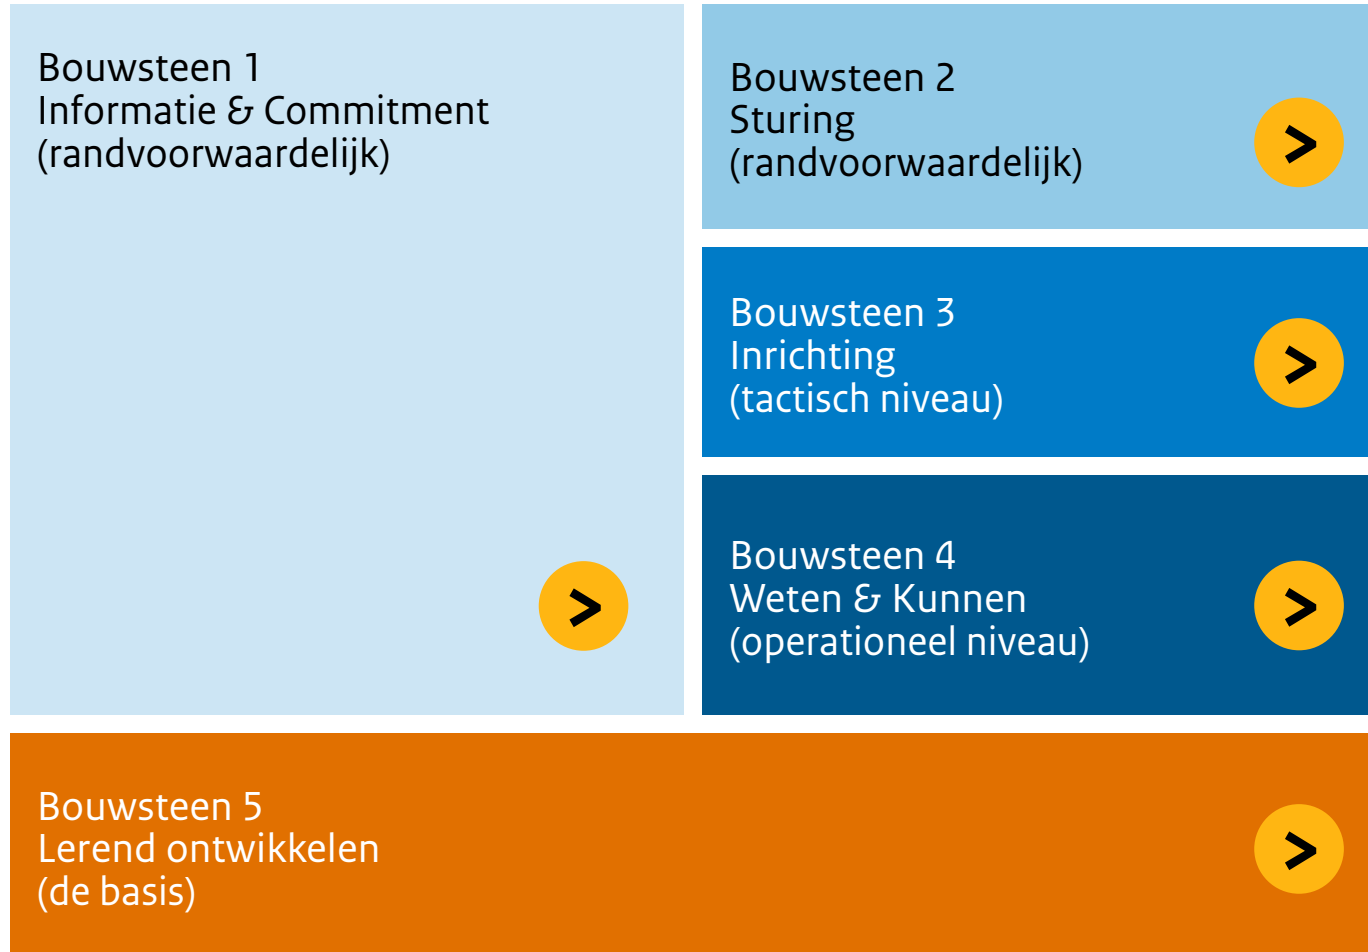 Bouwsteen 1
Informatie & Commitment
(randvoorwaardelijk)
>
Bouwsteen 2
Sturing
(randvoorwaardelijk)
>
Bouwsteen 3
Inrichting
(tactisch niveau)
>
Bouwsteen 4
Weten & Kunnen
(operationeel niveau)
>
Bouwsteen 5
Lerend ontwikkelen
(de basis)
>